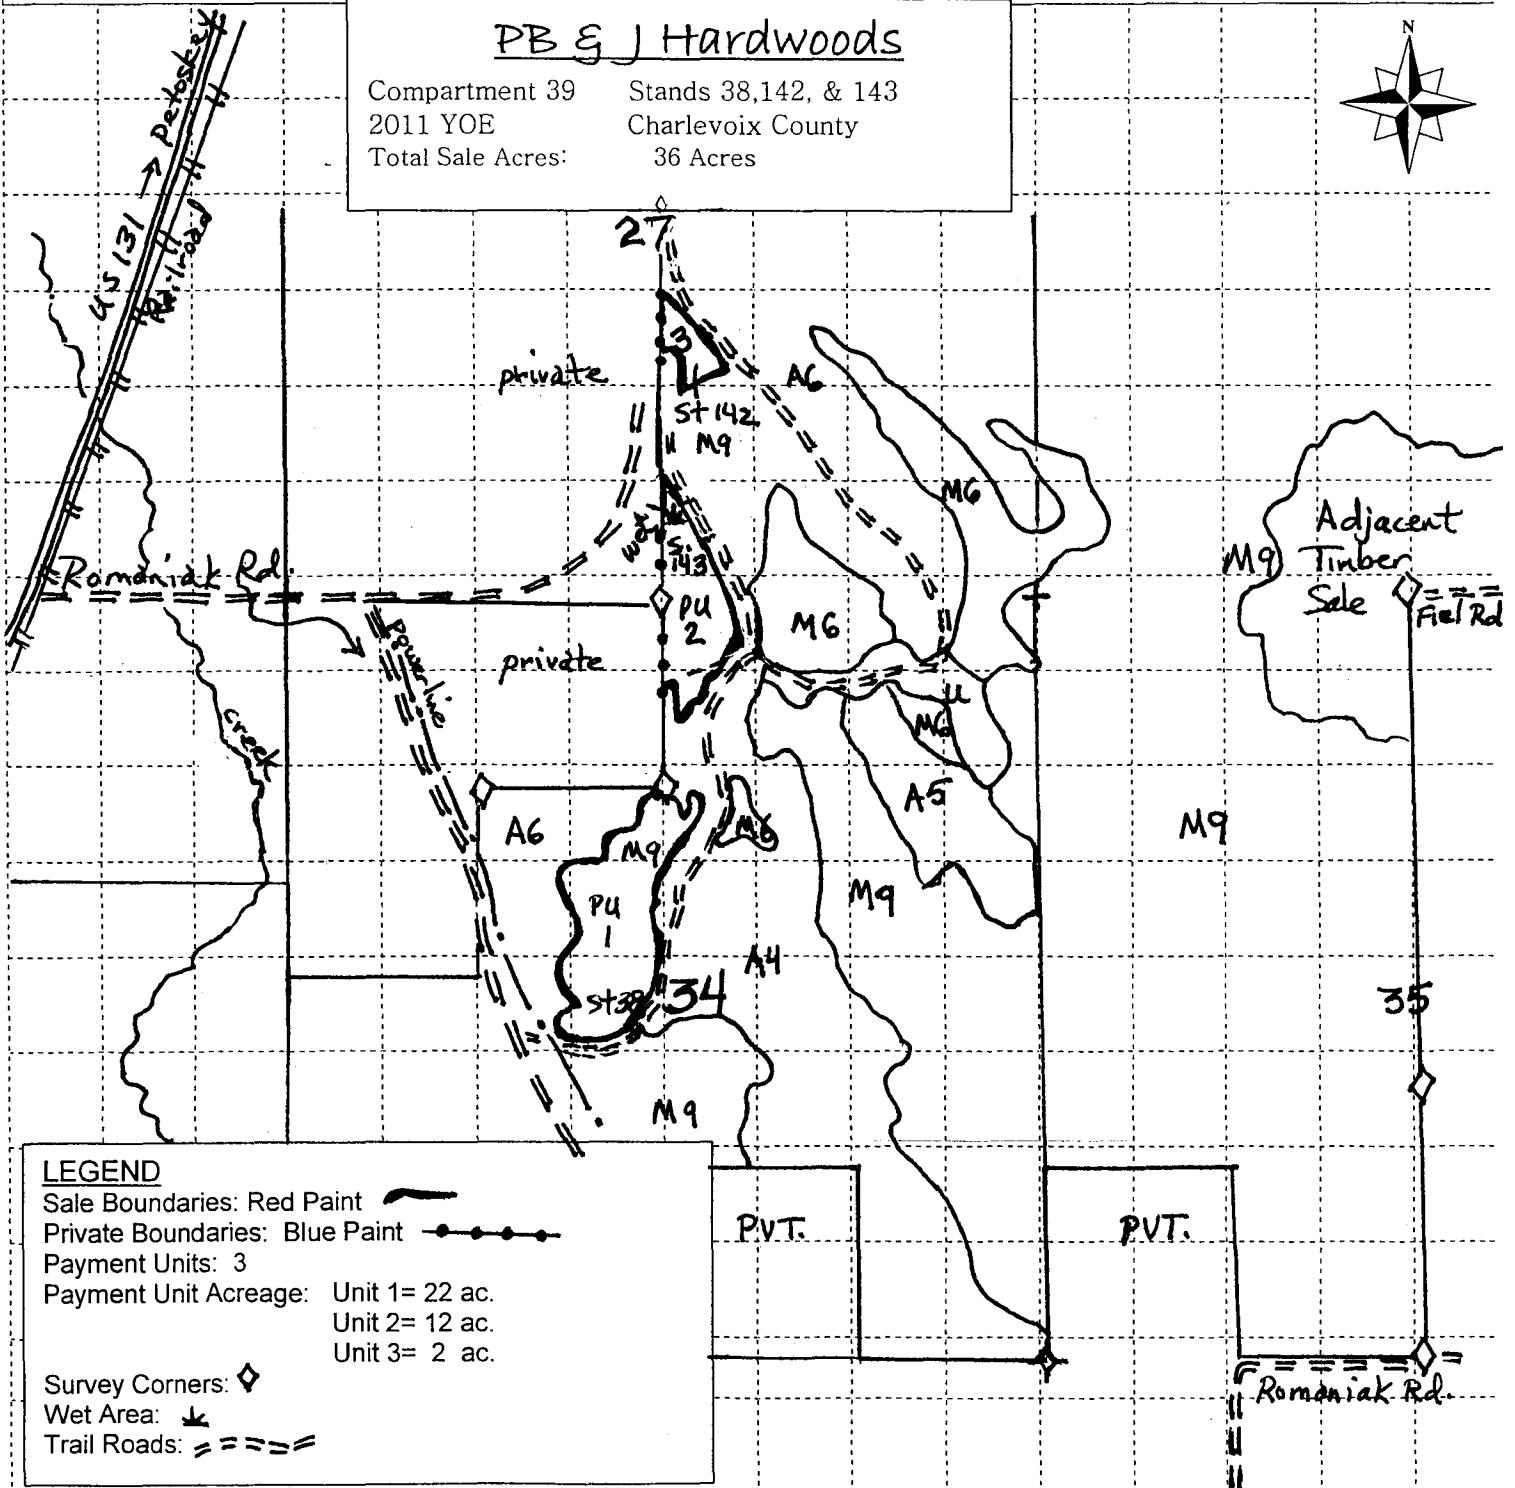 PB & J Hardwoods
Compartment 39 Stands 38,142, & 143
2011 YOE Charlevoix County
Total Sale Acres: 36 Acres
N
US 131 → Petoskey
Railroad
27
3
private
A6
St 142
M9
M6
wet
S. 143
Adjacent
M9 Timber
Sale
Fiel Rd
Romaniak Rd.
PU
2
M6
private
Powerline
creek
u
M6
A5
A6
M9
M6
M9
M9
PU
1
A4
St 38
34
35
M9
PVT.
PVT.
Romaniak Rd.
LEGEND
Sale Boundaries: Red Paint
Private Boundaries: Blue Paint
Payment Units: 3
Payment Unit Acreage: Unit 1= 22 ac.
Unit 2= 12 ac.
Unit 3= 2 ac.
Survey Corners:
Wet Area:
Trail Roads: